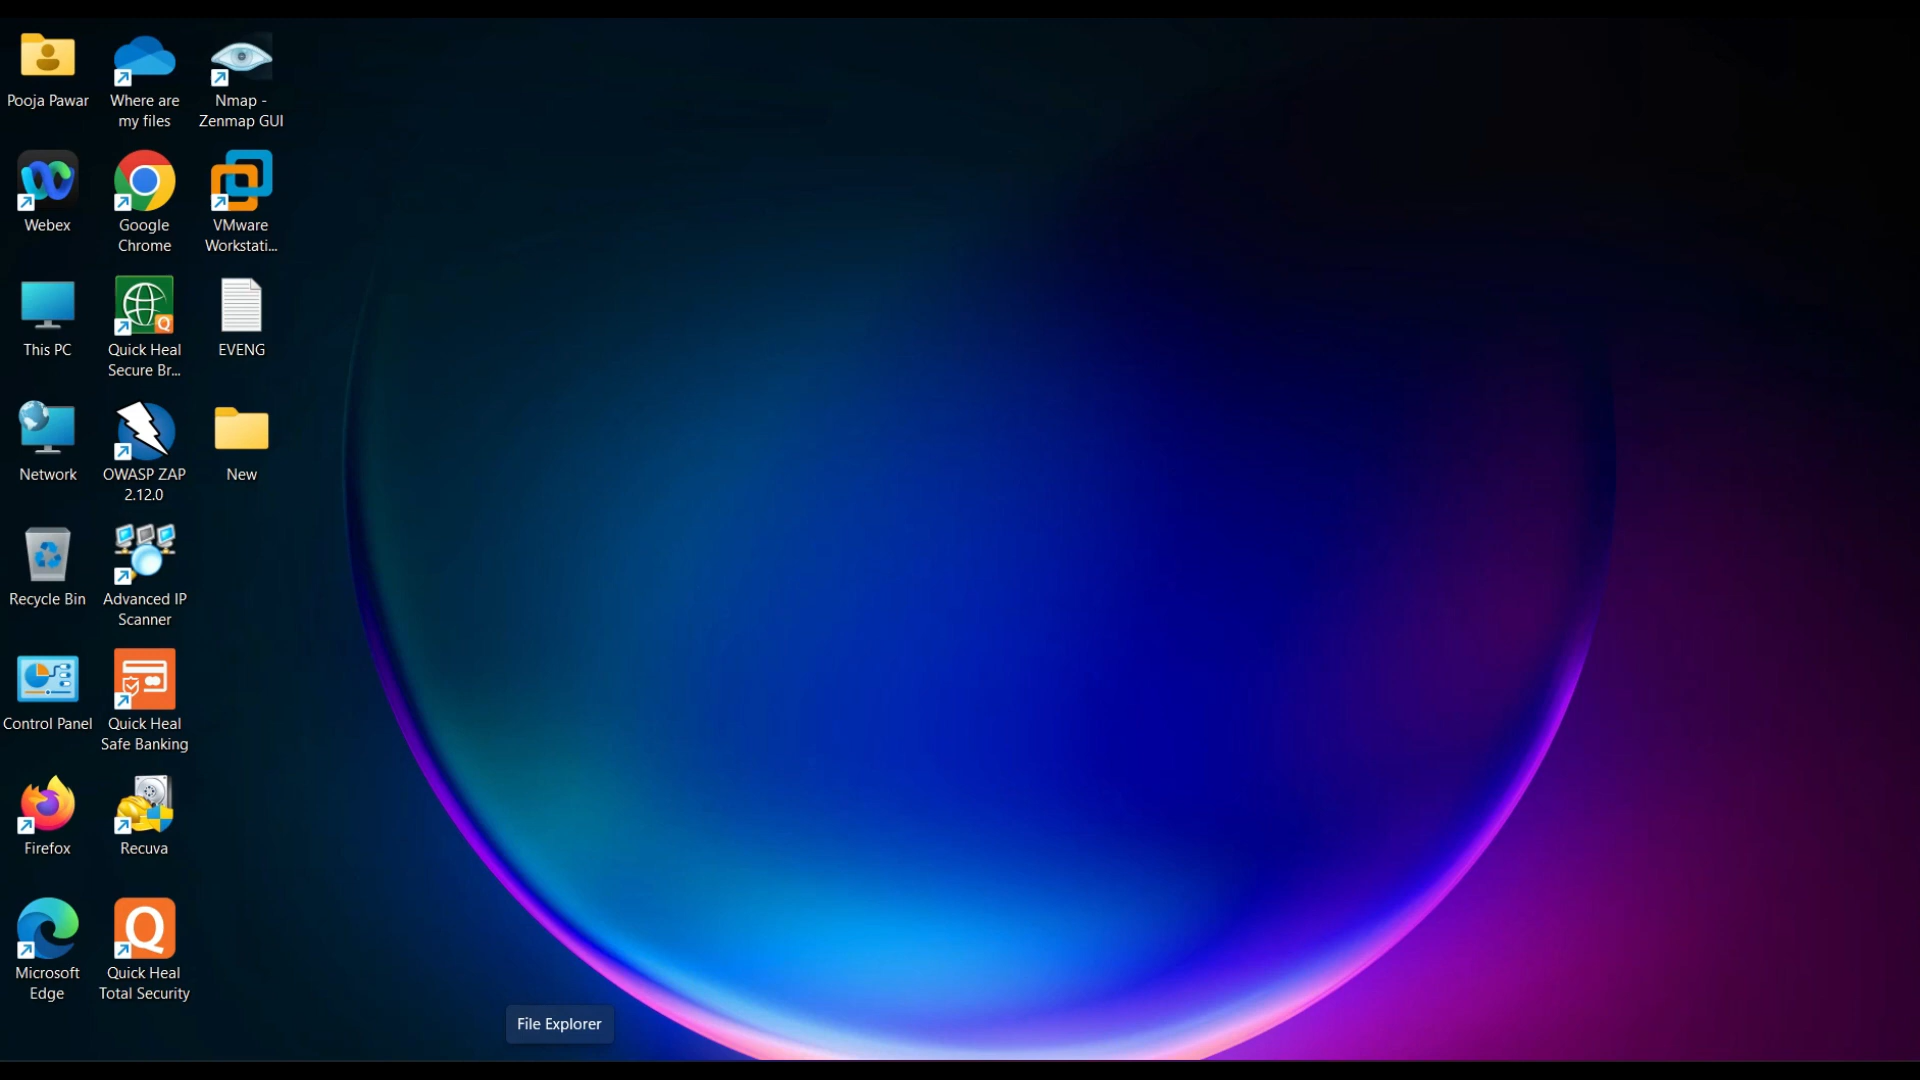 Pooja Pawar
Where are
my files
Nmap -
Zenmap GUI
Webex
Google
Chrome
VMware
Workstati...
This PC
Quick Heal
Secure Br...
EVENG
Network
OWASP ZAP
2.12.0
New
Recycle Bin
Advanced IP
Scanner
Control Panel
Quick Heal
Safe Banking
Firefox
Recuva
Microsoft
Edge
Quick Heal
Total Security
File Explorer